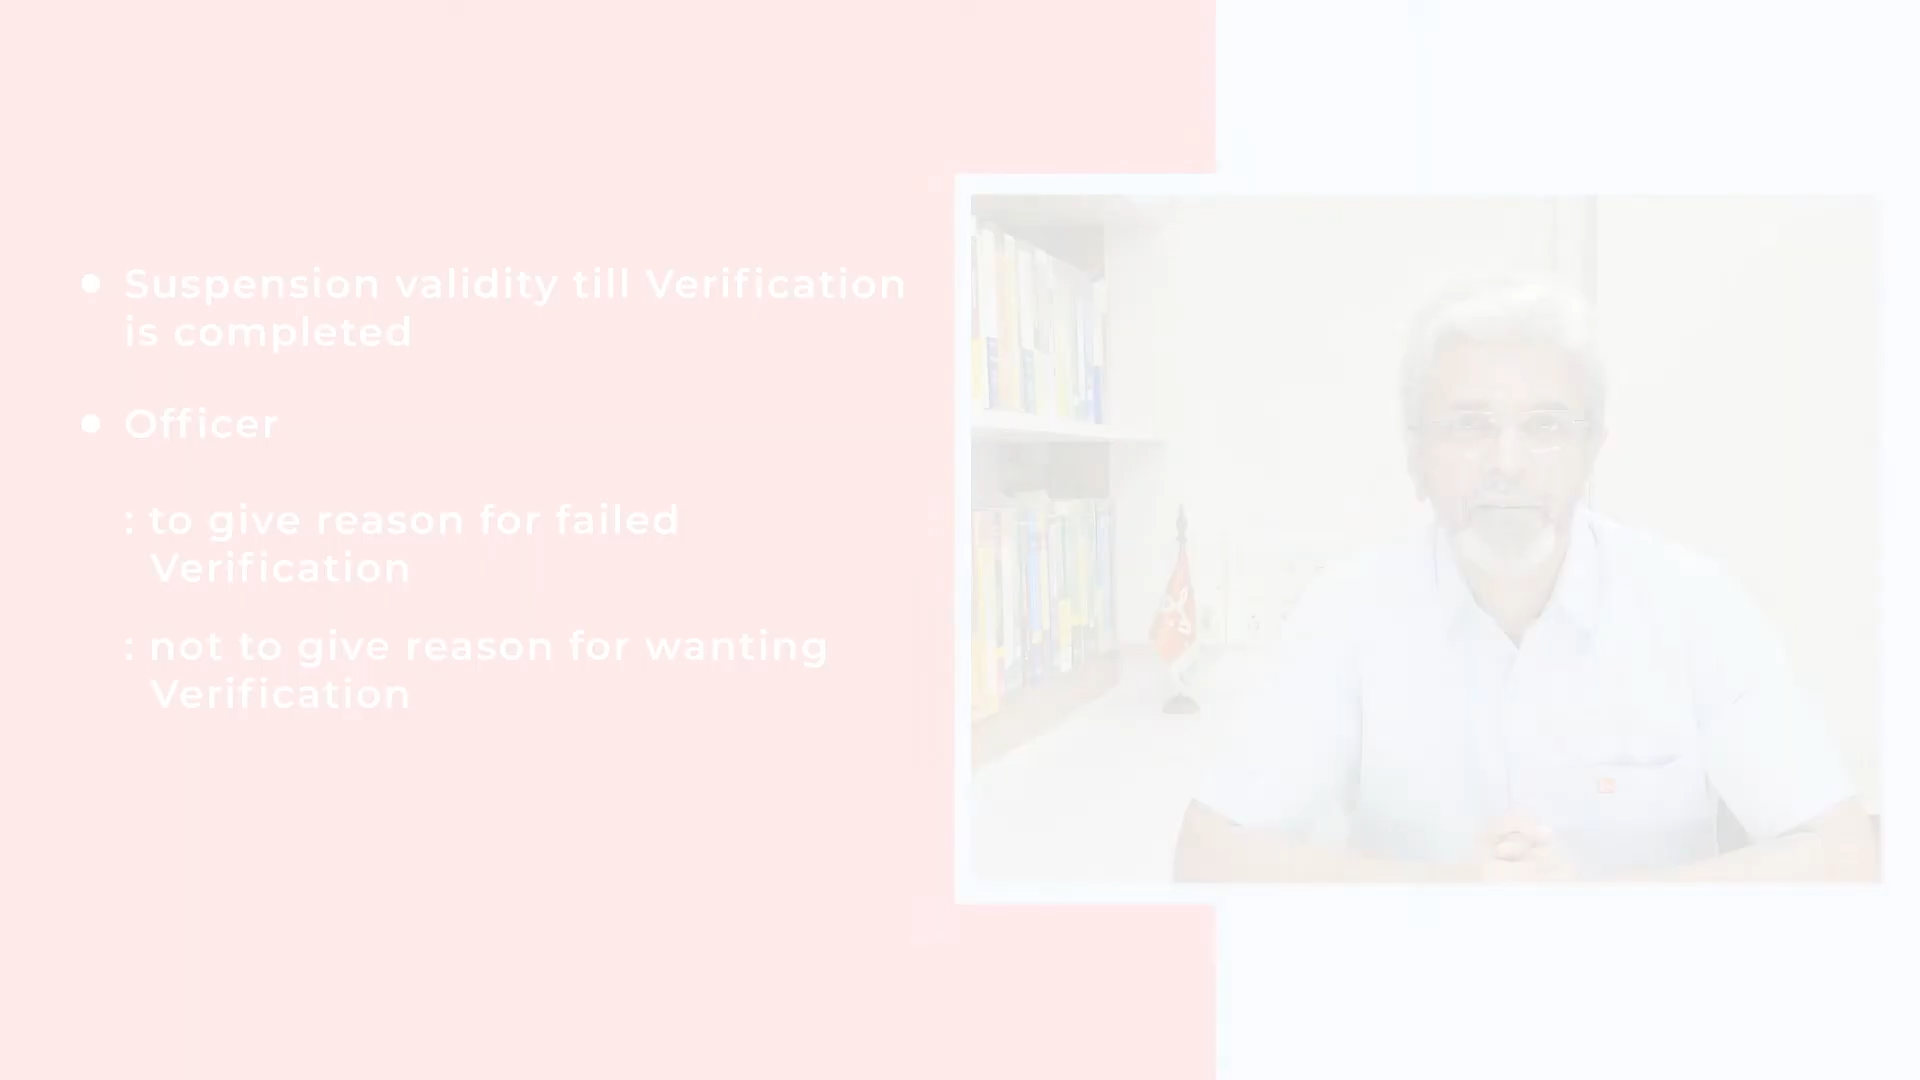 ● Suspension validity till Verification
is completed
● Officer
: to give reason for failed
Verification
: not to give reason for wanting
Verification